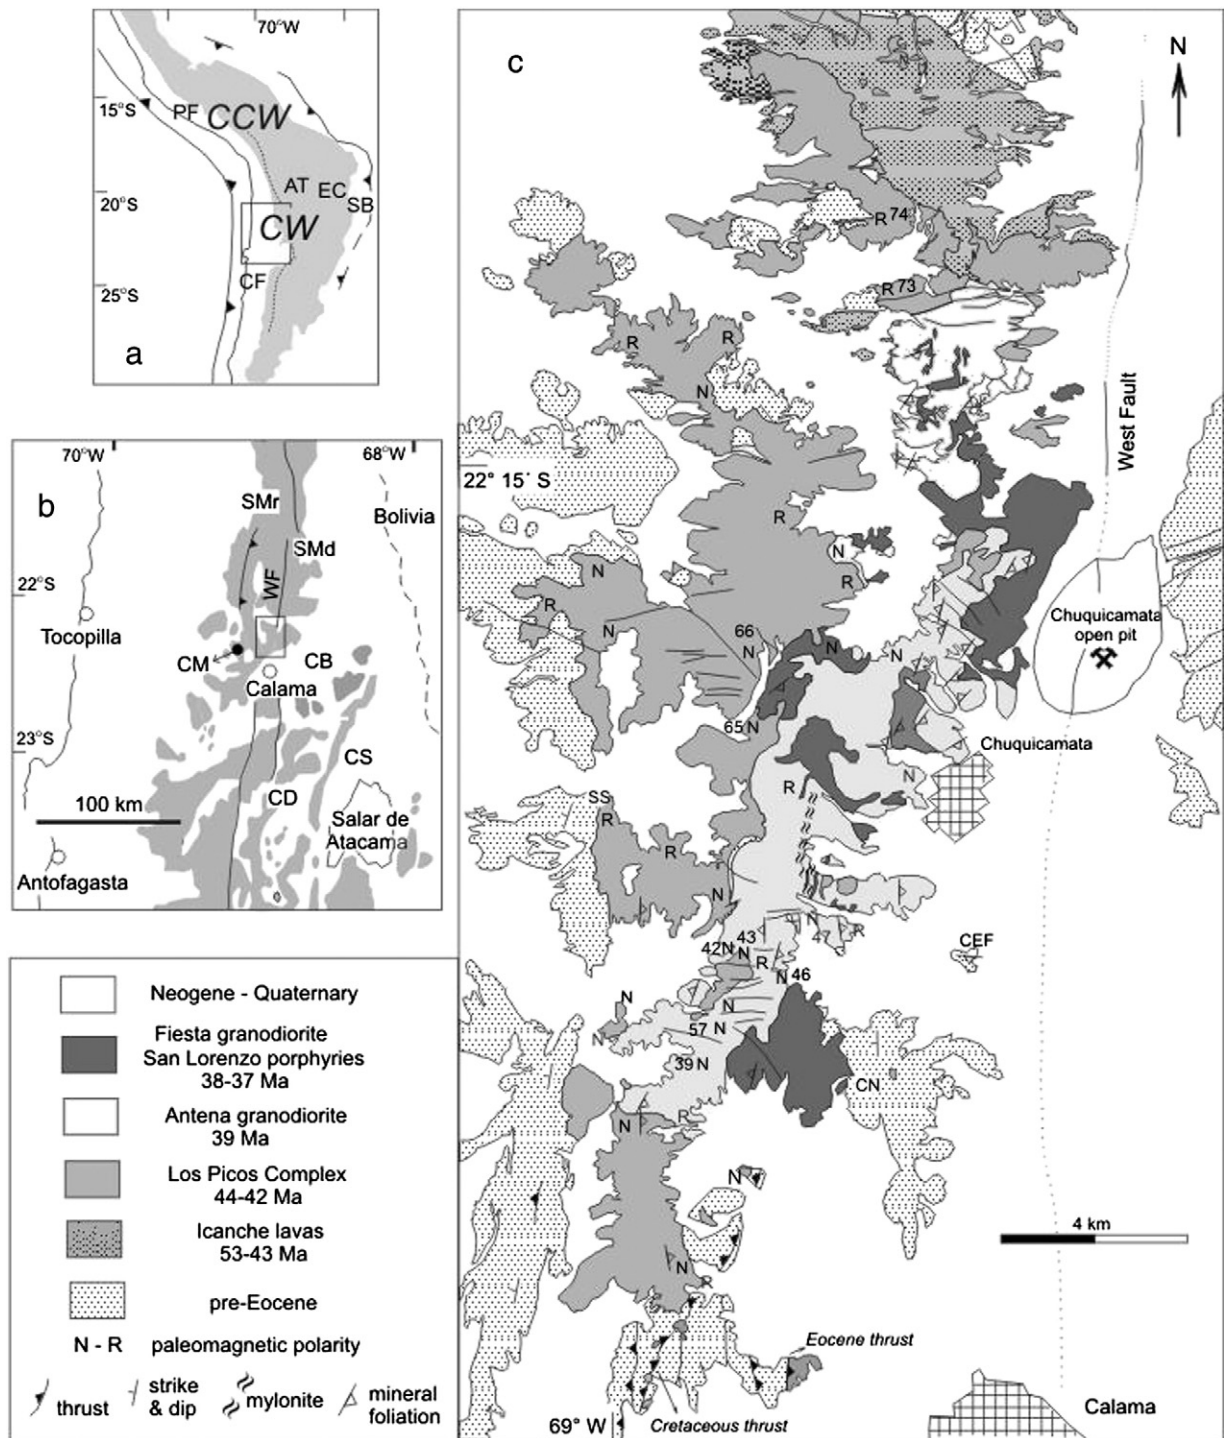 70°W
15°S
PF
CCW
AT
EC
20°S
SB
CW
CF
25°S
a
70°W
68°W
b
SMr
Bolivia
SMd
22°S
WF
Tocopilla
CM
CB
Calama
23°S
CS
CD
100 km
Salar de
Atacama
Antofagasta
Neogene - Quaternary
Fiesta granodiorite
San Lorenzo porphyries
38-37 Ma
Antena granodiorite
39 Ma
Los Picos Complex
44-42 Ma
Icanche lavas
53-43 Ma
pre-Eocene
N - R paleomagnetic polarity
thrust
strike
& dip
mylonite
mineral
foliation
c
N
R 74
R 73
R
R
N
West Fault
22° 15´ S
R
N
N
R
R
N
66
N
N
N
Chuquicamata
open pit
65 N
Chuquicamata
N
R
SS
R
R
N
N
47
R
43
42 N
N
R
CEF
N 46
N
N
57 N
N
39 N
CN
R
N
N
N
R
4 km
Eocene thrust
Calama
69° W
Cretaceous thrust